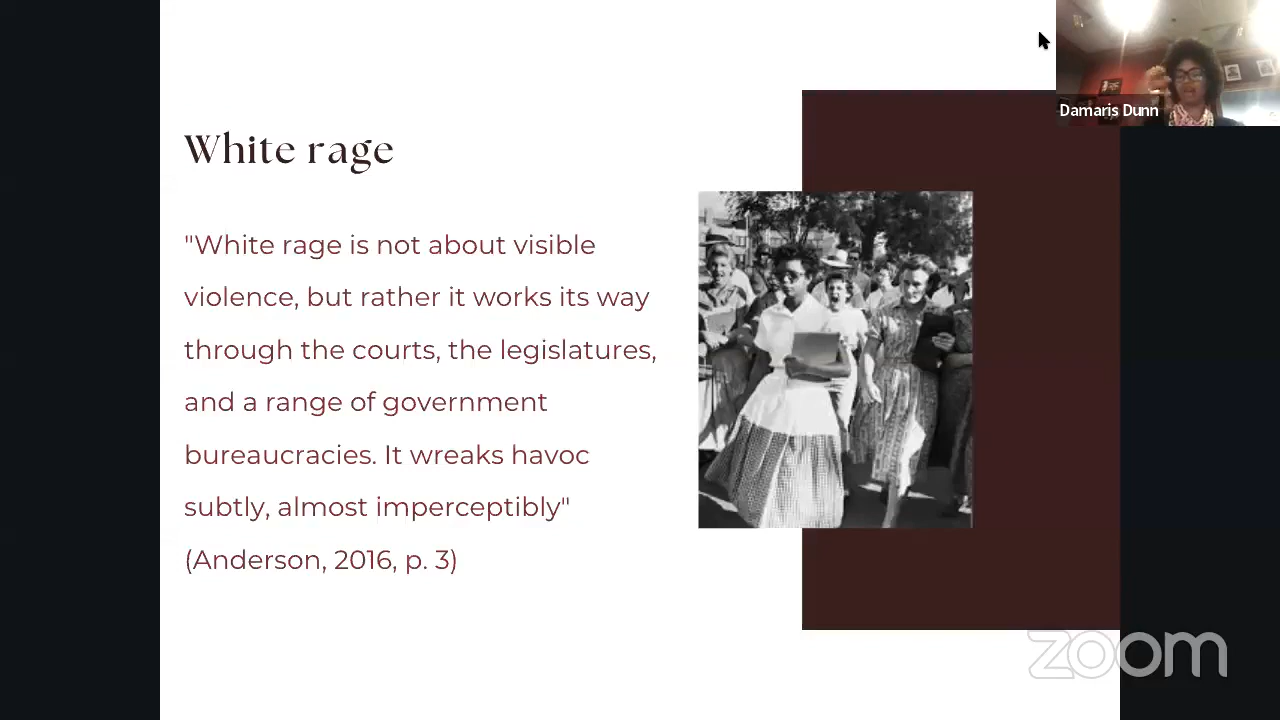 Damaris Dunn
White rage
"White rage is not about visible
violence, but rather it works its way
through the courts, the legislatures,
and a range of government
bureaucracies. It wreaks havoc
subtly, almost imperceptibly"
(Anderson, 2016, p. 3)
zoom